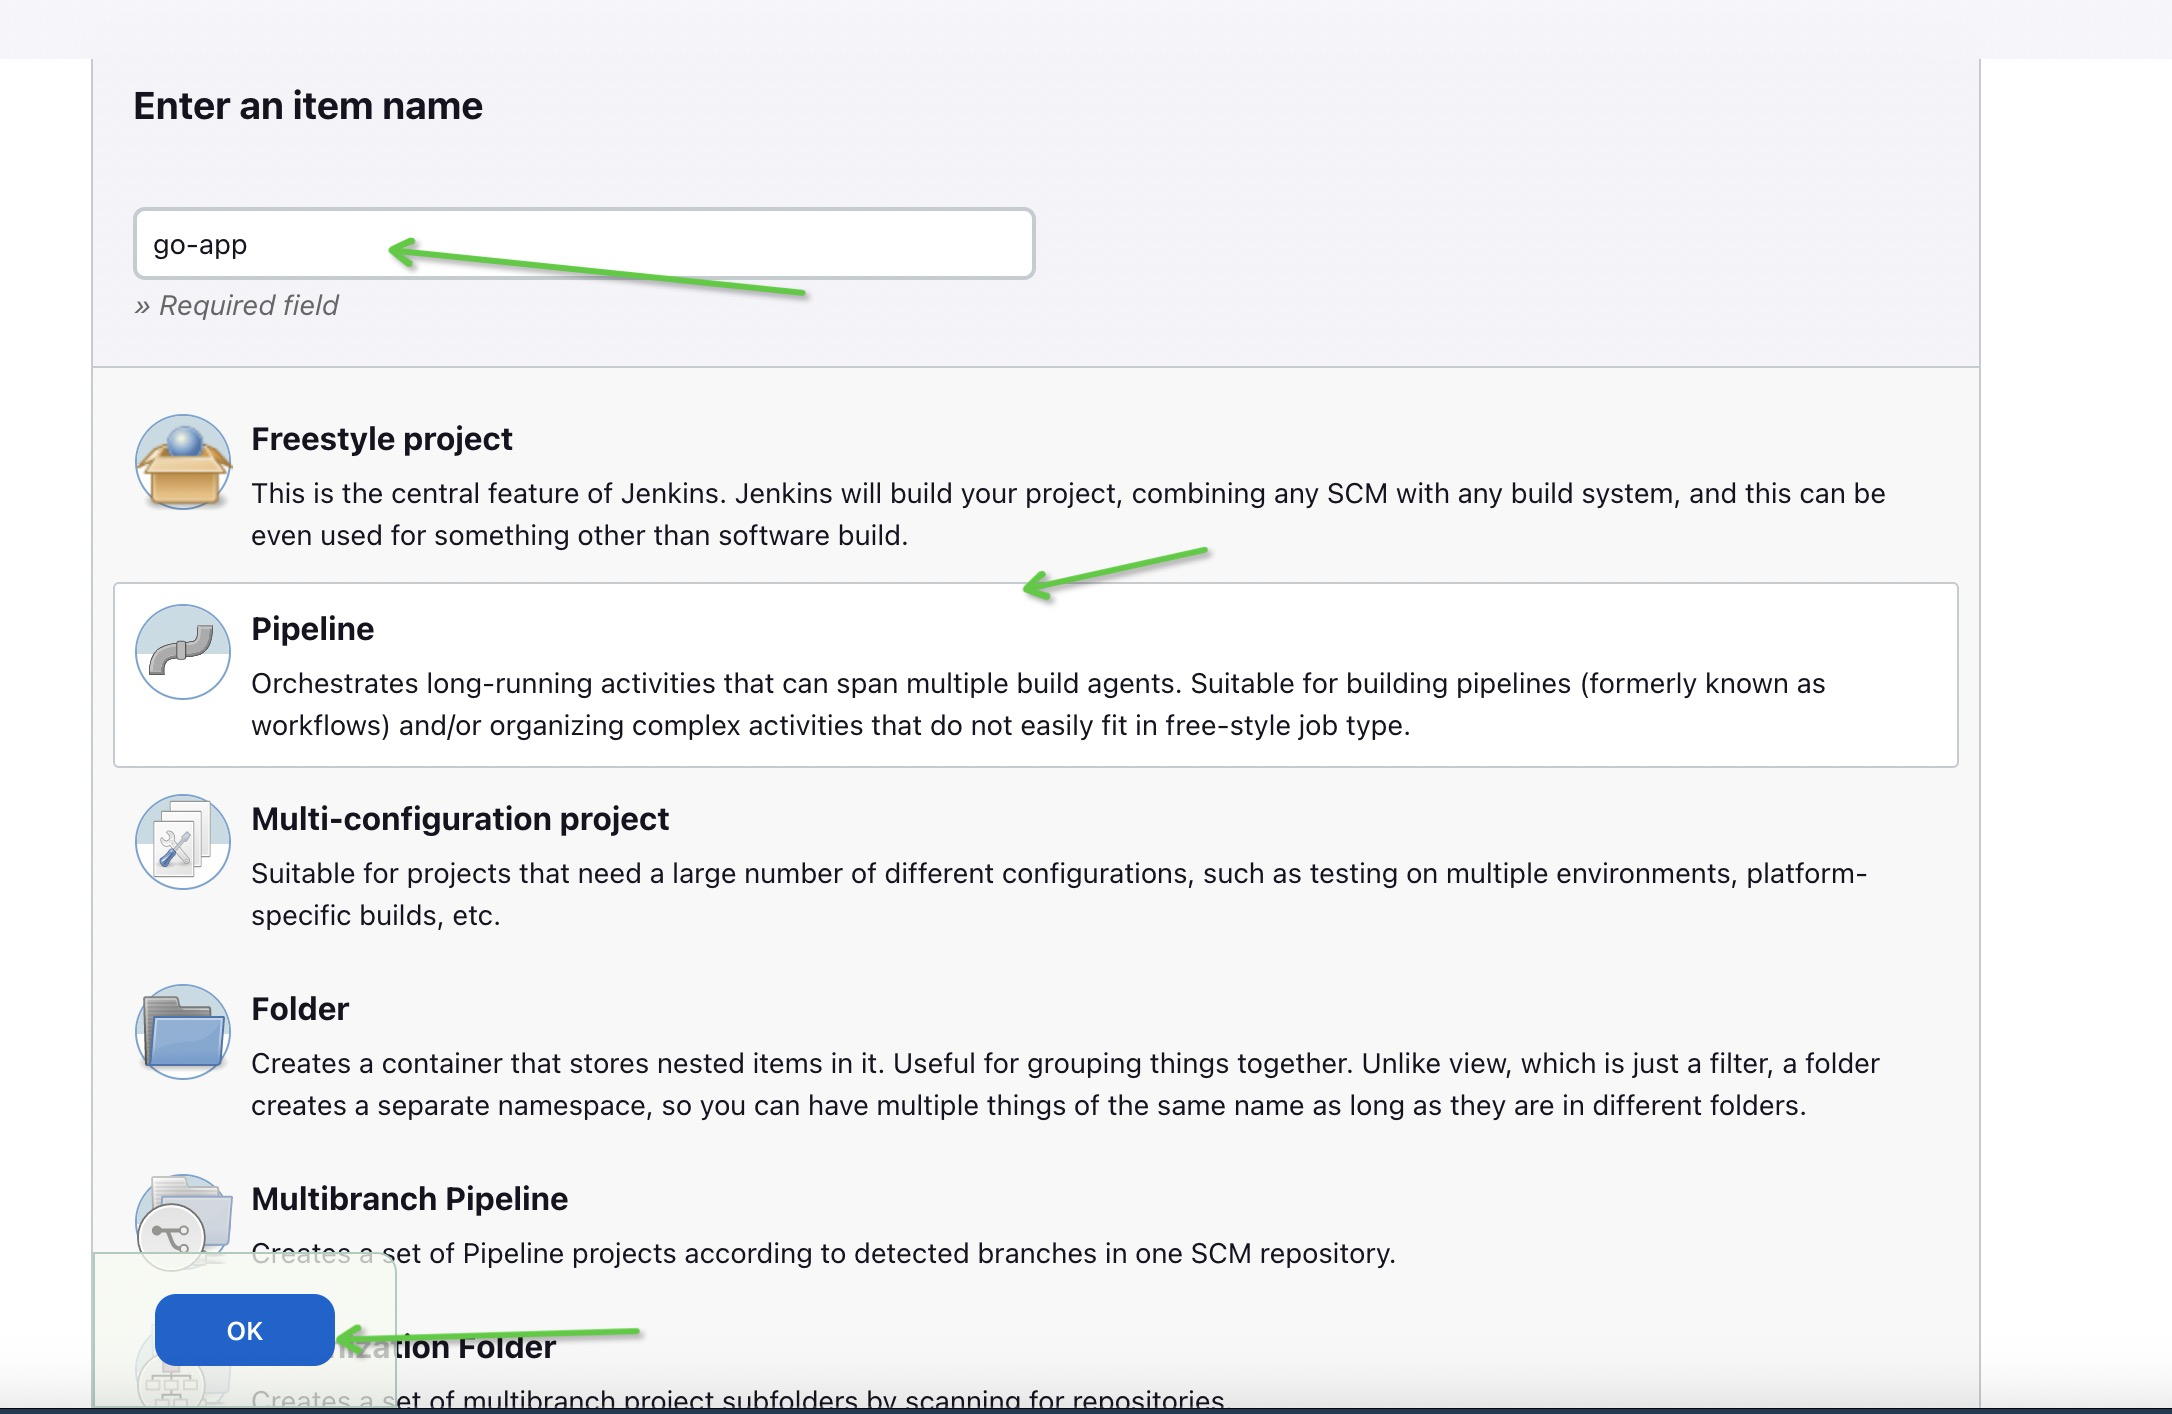 Enter an item name
go-app
» Required field
Freestyle project
This is the central feature of Jenkins. Jenkins will build your project, combining any SCM with any build system, and this can be
even used for something other than software build.
Pipeline
Orchestrates long-running activities that can span multiple build agents. Suitable for building pipelines (formerly known as
workflows) and/or organizing complex activities that do not easily fit in free-style job type.
Multi-configuration project
Suitable for projects that need a large number of different configurations, such as testing on multiple environments, platform-
specific builds, etc.
Folder
Creates a container that stores nested items in it. Useful for grouping things together. Unlike view, which is just a filter, a folder
creates a separate namespace, so you can have multiple things of the same name as long as they are in different folders.
Multibranch Pipeline
Creates a set of Pipeline projects according to detected branches in one SCM repository.
OK
Folder
Creates a set of multibranch project subfolders by scanning for repositories.